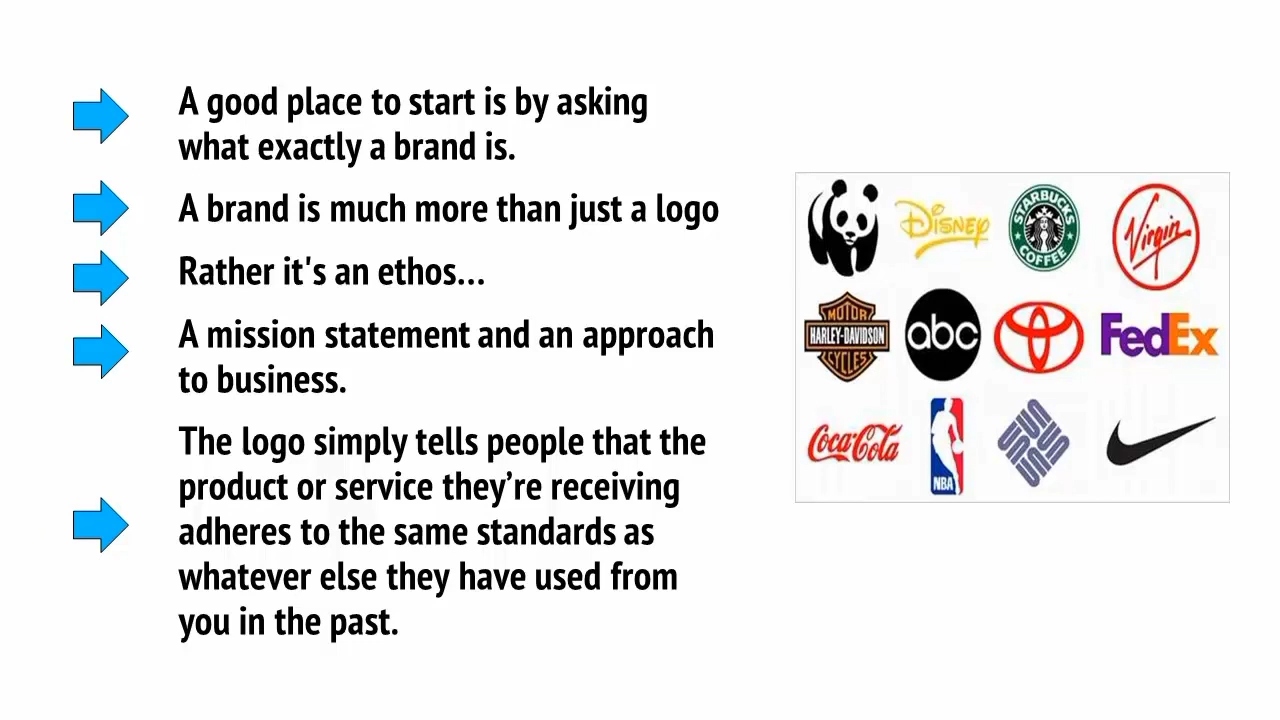 A good place to start is by asking
what exactly a brand is.
A brand is much more than just a logo
Rather it's an ethos...
A mission statement and an approach
to business.
The logo simply tells people that the
product or service they’re receiving
adheres to the same standards as
whatever else they have used from
you in the past.
Disney
STARBUCKS
COFFEE
Virgin
MOTOR
HARLEY-DAVIDSON
CYCLES
abc
FedEx
Coca-Cola
NBA
SUN